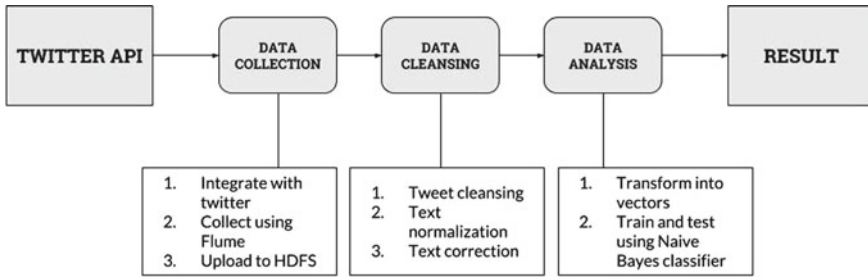 TWITTER API
DATA
COLLECTION
DATA
CLEANSING
DATA
ANALYSIS
RESULT
1. Integrate with
twitter
2. Collect using
Flume
3. Upload to HDFS
1. Tweet cleansing
2. Text
normalization
3. Text correction
1. Transform into
vectors
2. Train and test
using Naive
Bayes classifier